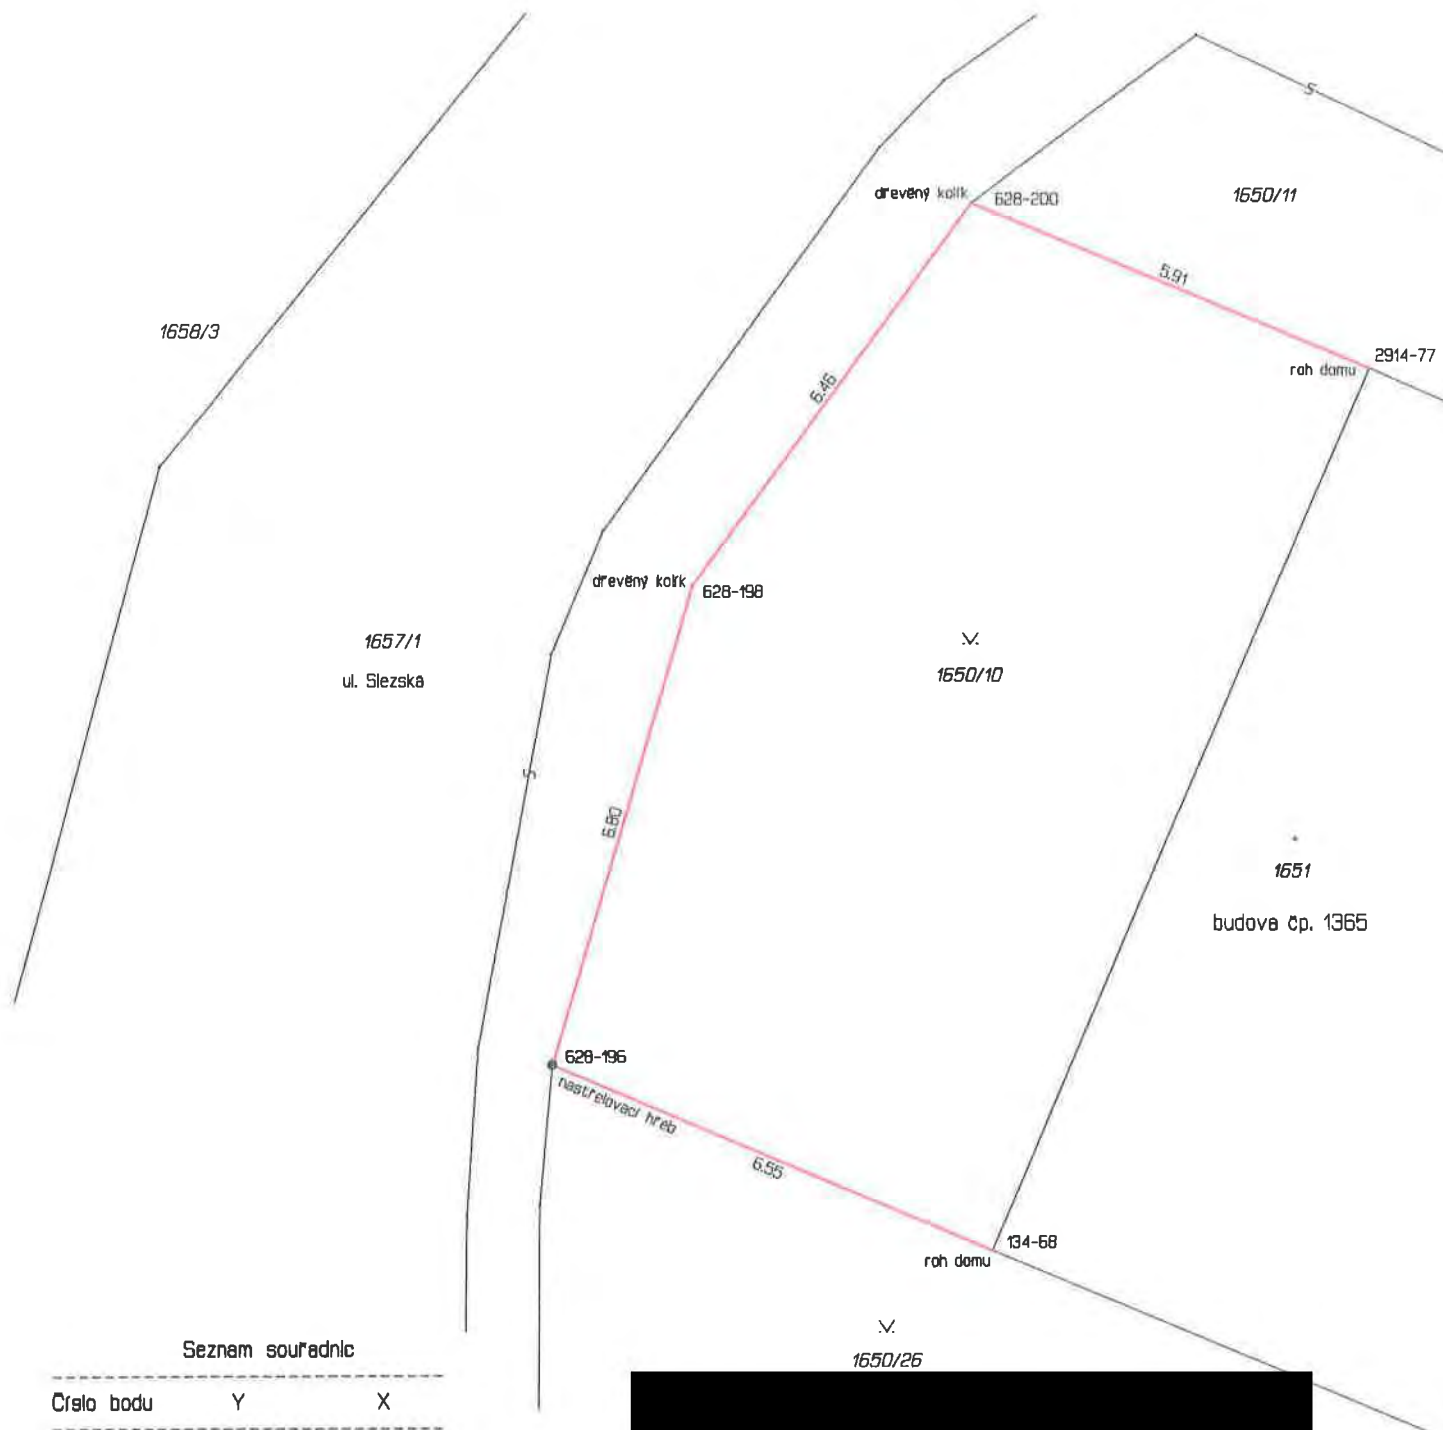 S
dřevěný kolík 628-200
1650/11
5.91
1658/3
2914-77
roh domu
6.46
dřevěný kolík
628-198
1657/1
ul. Slezská
.V.
1650/10
S
6.80
1651
budova čp. 1365
628-196
nastřelovací hřeb
6.55
134-68
roh domu
.V.
1650/26
Seznam souřadnic
Číslo bodu Y X